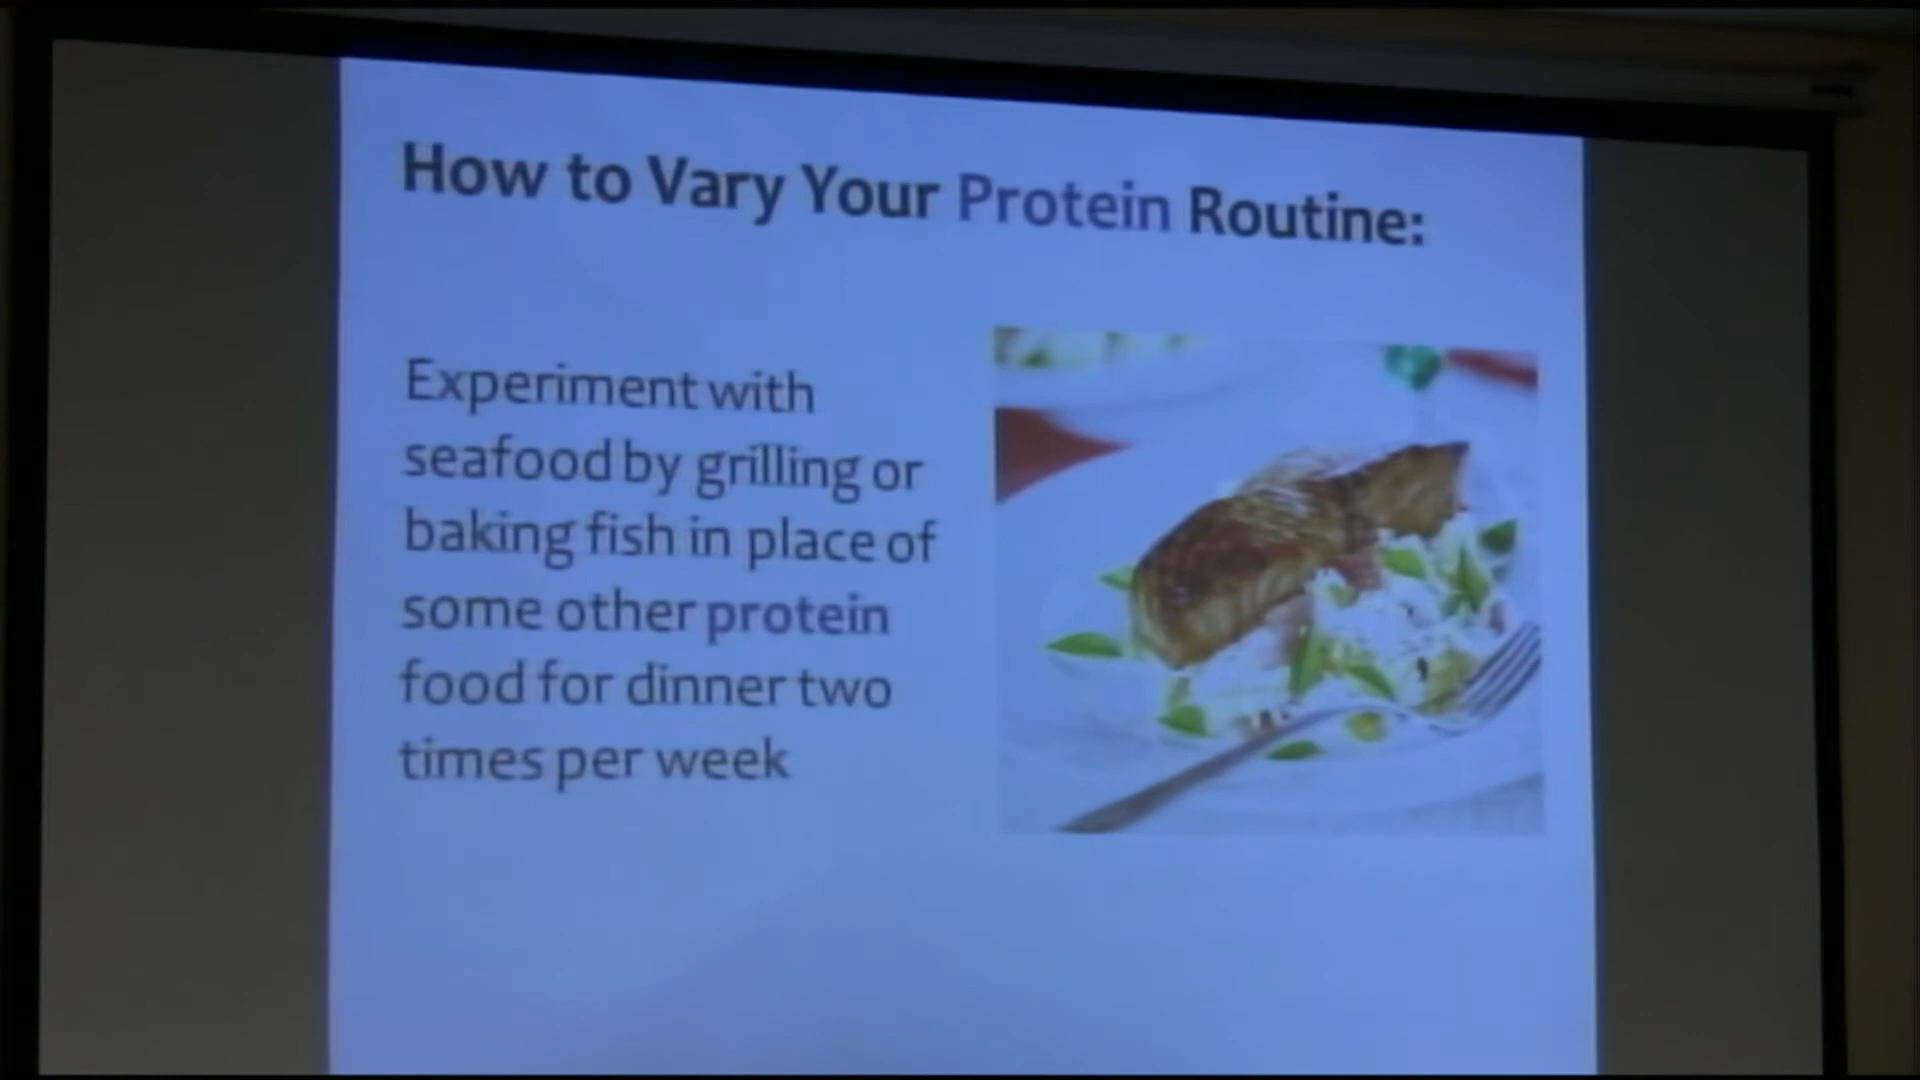 How to Vary Your Protein Routine:
Experiment with
seafood by grilling or
baking fish in place of
some other protein
food for dinner two
times per week